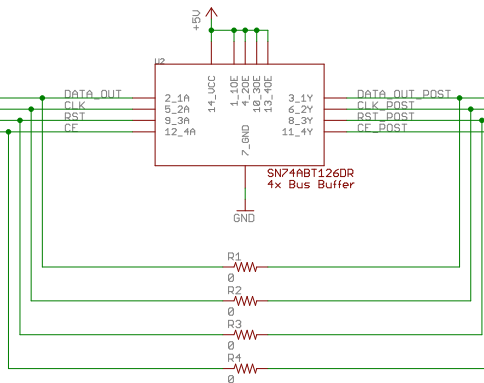 +5V
U2
14_VCC
1_1OE
4_2OE
10_3OE
13_4OE
DATA_OUT
CLK
RST
CE
2_1A
5_2A
9_3A
12_4A
7_GND
3_1Y
6_2Y
8_3Y
11_4Y
DATA_OUT_POST
CLK_POST
RST_POST
CE_POST
SN74ABT126DR
4x Bus Buffer
GND
R1
0
R2
0
R3
0
R4
0